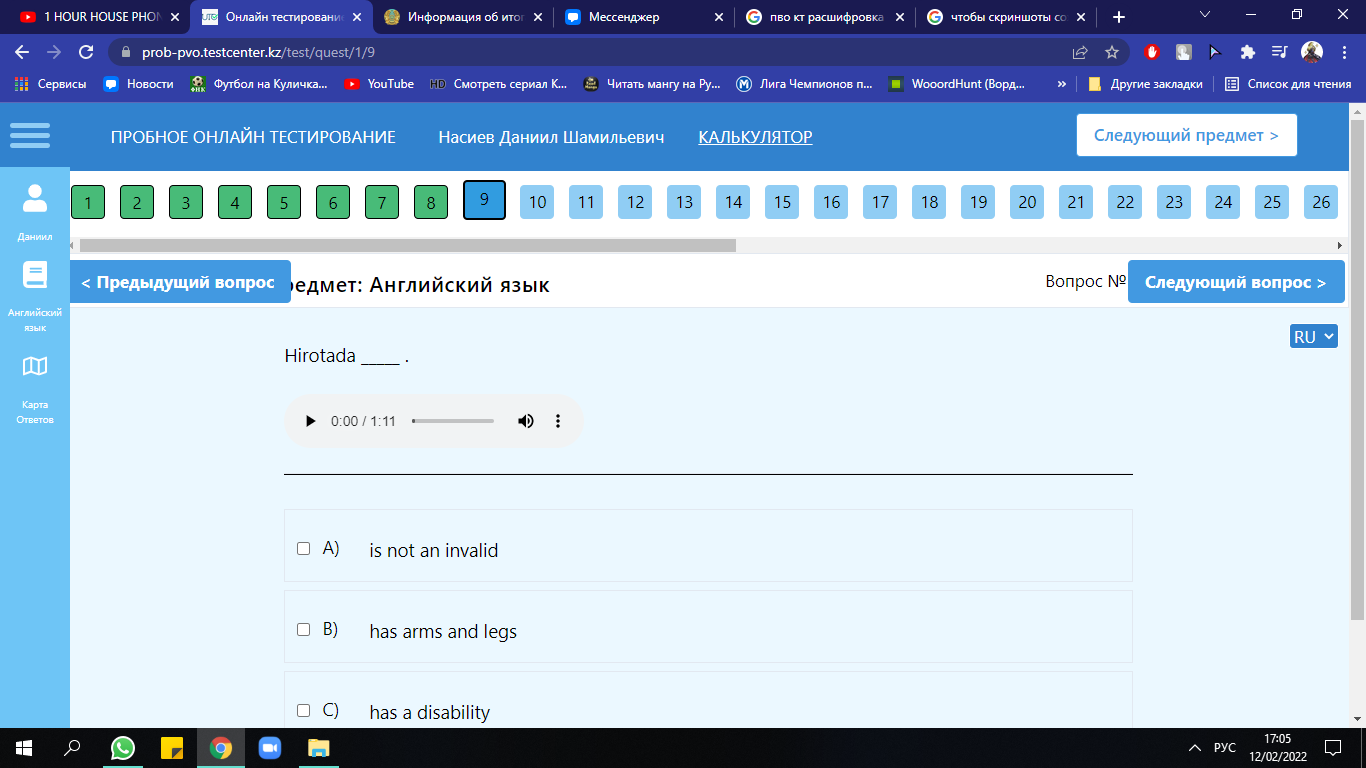 1 HOUR HOUSE PHON
Онлайн тестировани
Информация об итог
Мессенджер
пво кт расшифровка
чтобы скриншоты со
prob-pvo.testcenter.kz/test/quest/1/9
Сервисы
Новости
Футбол на Куличка...
YouTube
HD Смотреть сериал К...
Читать мангу на Ру...
Лига Чемпионов п...
WooordHunt (Ворд...
»
Другие закладки
Список для чтения
ПРОБНОЕ ОНЛАЙН ТЕСТИРОВАНИЕ
Насиев Даниил Шамильевич
КАЛЬКУЛЯТОР
Следующий предмет >
1 2 3 4 5 6 7 8 9 10 11 12 13 14 15 16 17 18 19 20 21 22 23 24 25 26
Даниил
Английский
язык
Карта
Ответов
< Предыдущий вопрос
редмет: Английский язык
Вопрос №
Следующий вопрос >
RU
Hirotada _____ .
0:00 / 1:11
A) is not an invalid
B) has arms and legs
C) has a disability
РУС
17:05
12/02/2022